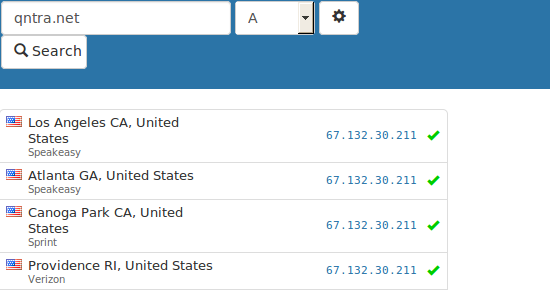 qntra.net
A
Search
Los Angeles CA, United
States
Speakeasy
67.132.30.211
Atlanta GA, United States
Speakeasy
67.132.30.211
Canoga Park CA, United
States
Sprint
67.132.30.211
Providence RI, United States
Verizon
67.132.30.211